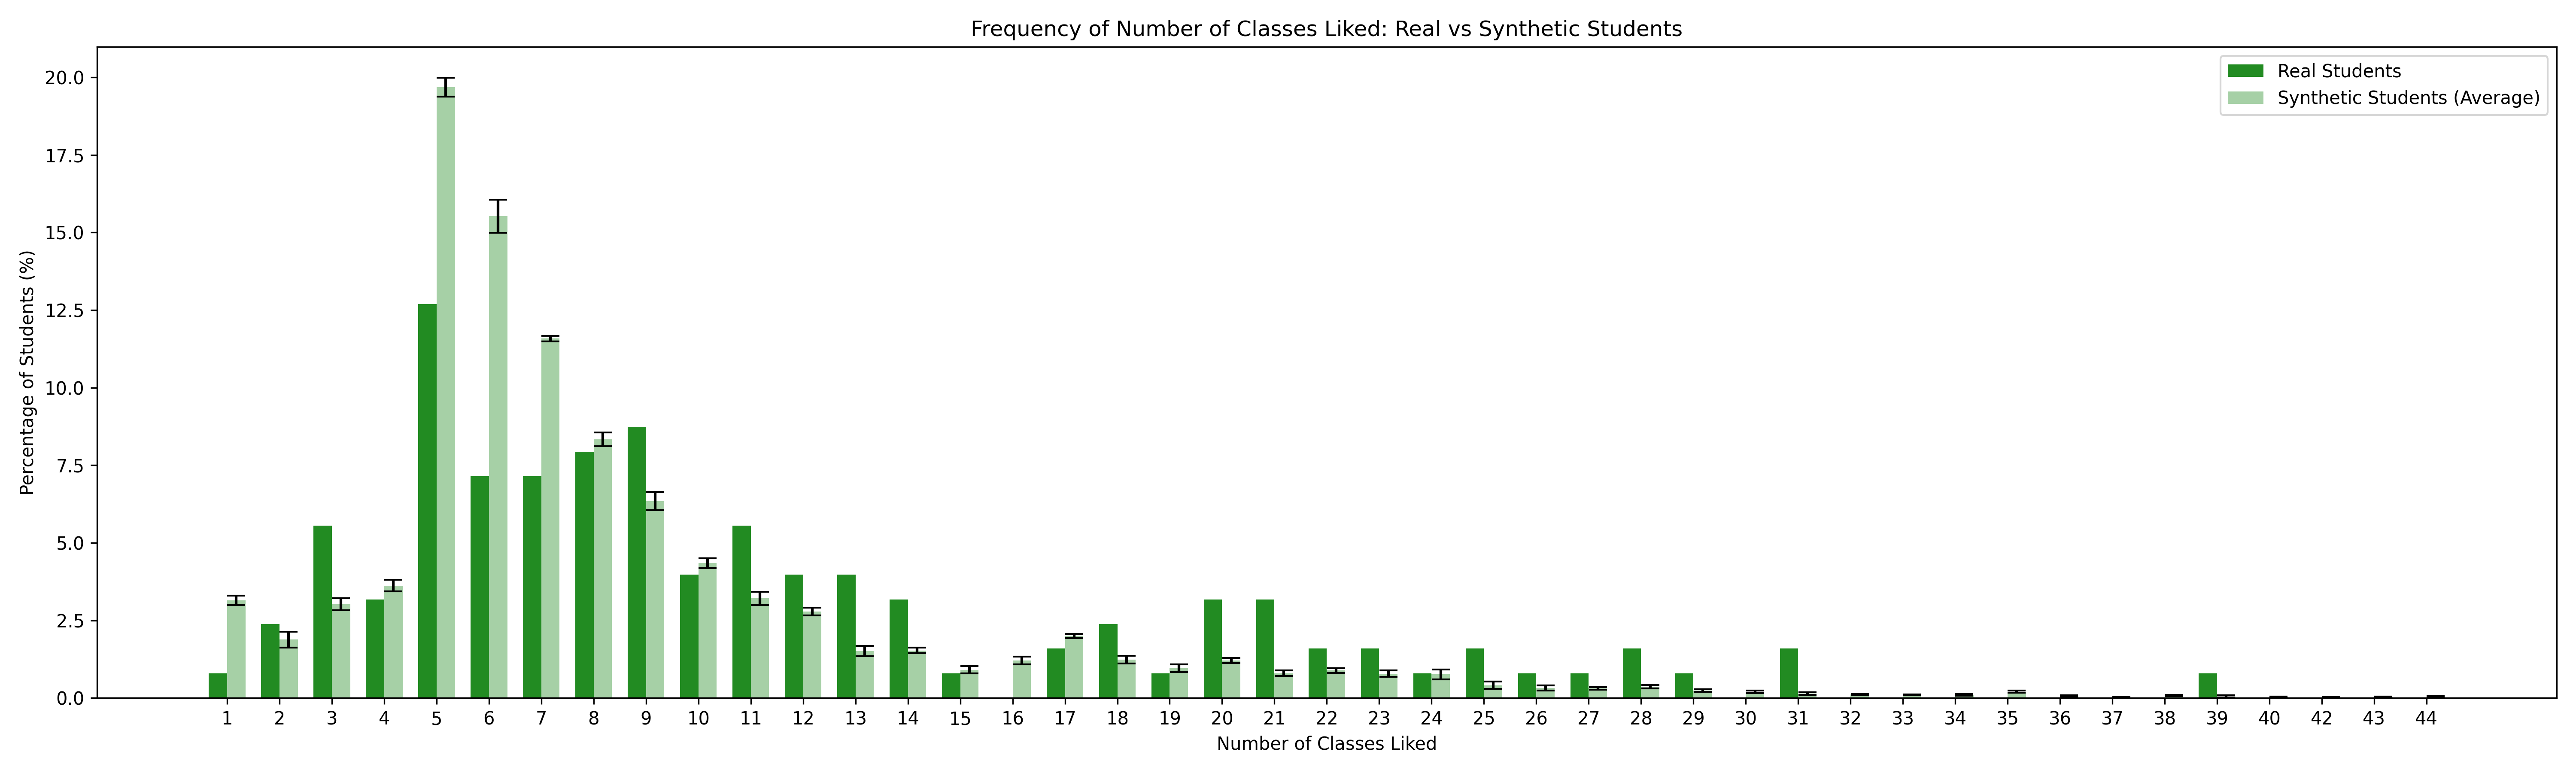 Frequency of Number of Classes Liked: Real vs Synthetic Students
Real Students
Synthetic Students (Average)
Percentage of Students (%)
20.0
17.5
15.0
12.5
10.0
7.5
5.0
2.5
0.0
1 2 3 4 5 6 7 8 9 10 11 12 13 14 15 16 17 18 19 20 21 22 23 24 25 26 27 28 29 30 31 32 33 34 35 36 37 38 39 40 42 43 44
Number of Classes Liked